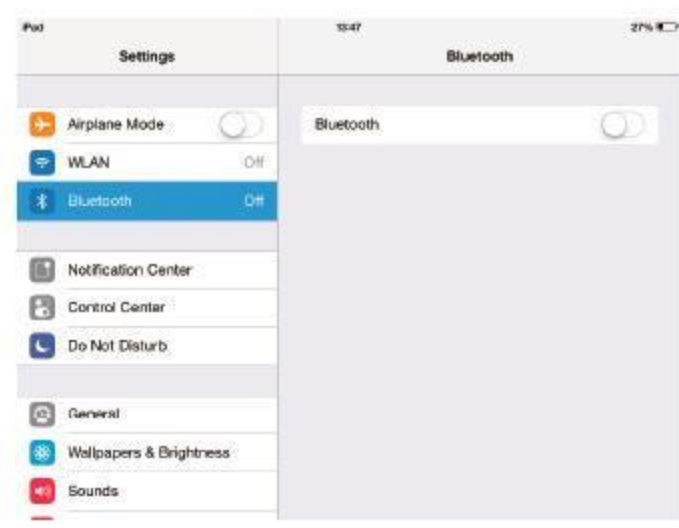 iPad 13:47 27%
Settings
Bluetooth
Airplane Mode
WLAN Off
Bluetooth Off
Notification Center
Control Center
Do Not Disturb
General
Wallpapers & Brightness
Sounds
Bluetooth